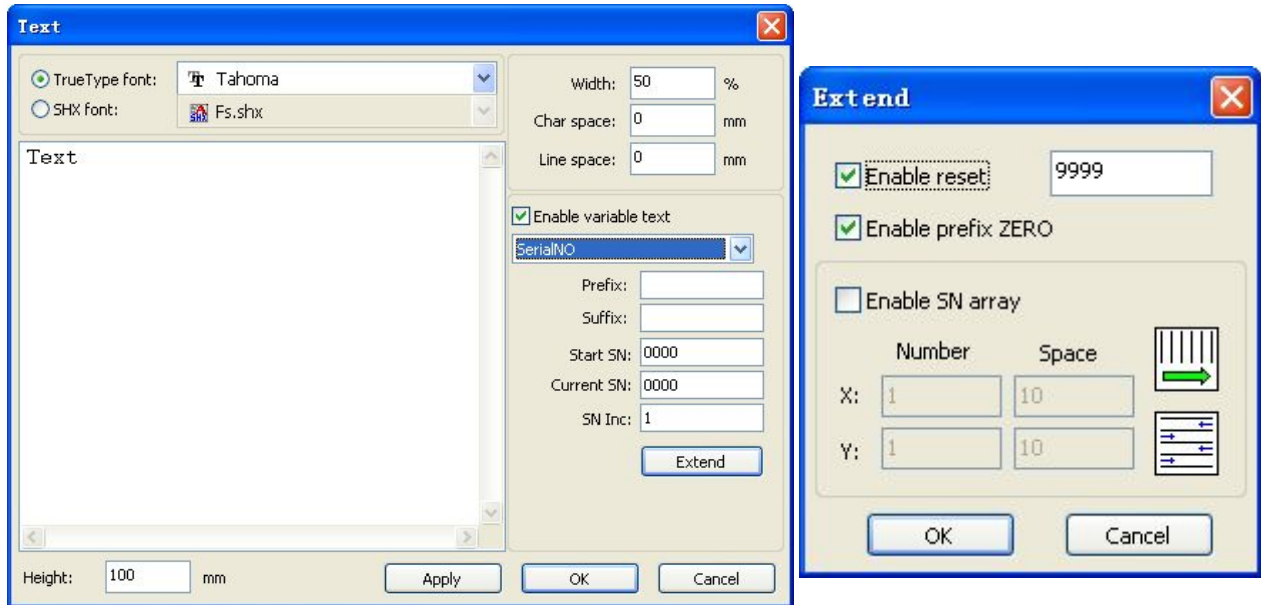 Text
TrueType font: Tahoma
SHX font: Fs.shx
Text
Height: 100 mm
Apply
Width: 50 %
Char space: 0 mm
Line space: 0 mm
Enable variable text
SerialNO
Prefix:
Suffix:
Start SN: 0000
Current SN: 0000
SN Inc: 1
Extend
OK
Cancel
Extend
Enable reset 9999
Enable prefix ZERO
Enable SN array
Number Space
X: 1 10
Y: 1 10
OK Cancel